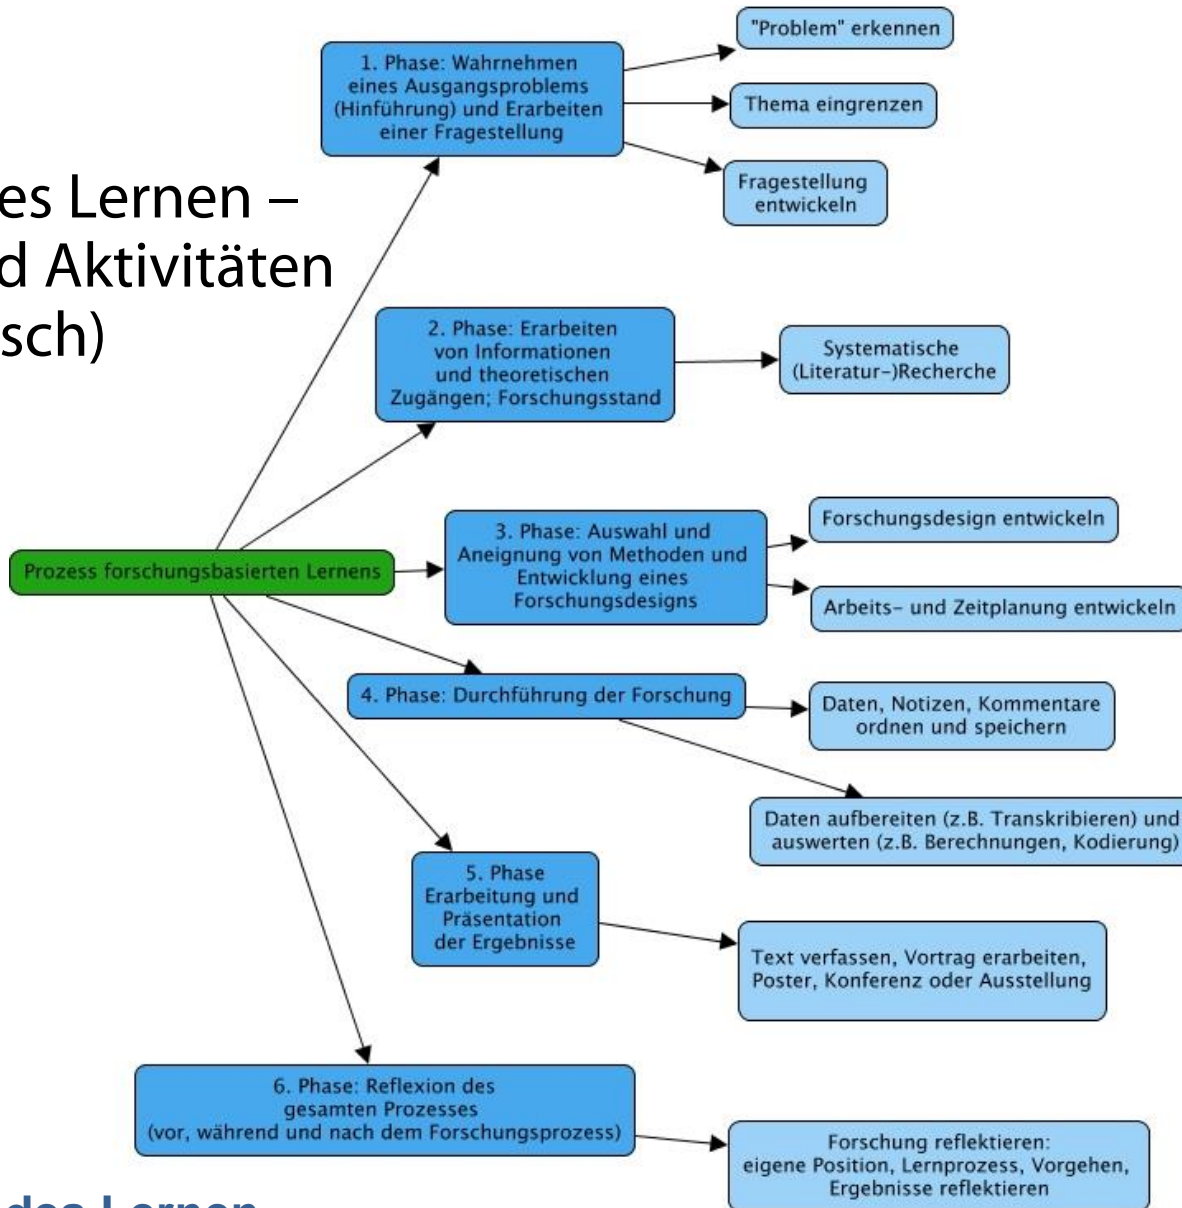 es Lernen –
d Aktivitäten
sch)
Prozess forschungsbasierten Lernens
1. Phase: Wahrnehmen
eines Ausgangsproblems
(Hinführung) und Erarbeiten
einer Fragestellung
"Problem" erkennen
Thema eingrenzen
Fragestellung
entwickeln
2. Phase: Erarbeiten
von Informationen
und theoretischen
Zugängen; Forschungsstand
Systematische
(Literatur-)Recherche
3. Phase: Auswahl und
Aneignung von Methoden und
Entwicklung eines
Forschungsdesigns
Forschungsdesign entwickeln
Arbeits- und Zeitplanung entwickeln
4. Phase: Durchführung der Forschung
Daten, Notizen, Kommentare
ordnen und speichern
Daten aufbereiten (z.B. Transkribieren) und
auswerten (z.B. Berechnungen, Kodierung)
5. Phase
Erarbeitung und
Präsentation
der Ergebnisse
Text verfassen, Vortrag erarbeiten,
Poster, Konferenz oder Ausstellung
6. Phase: Reflexion des
gesamten Prozesses
(vor, während und nach dem Forschungsprozess)
Forschung reflektieren:
eigene Position, Lernprozess, Vorgehen,
Ergebnisse reflektieren
des Lernen